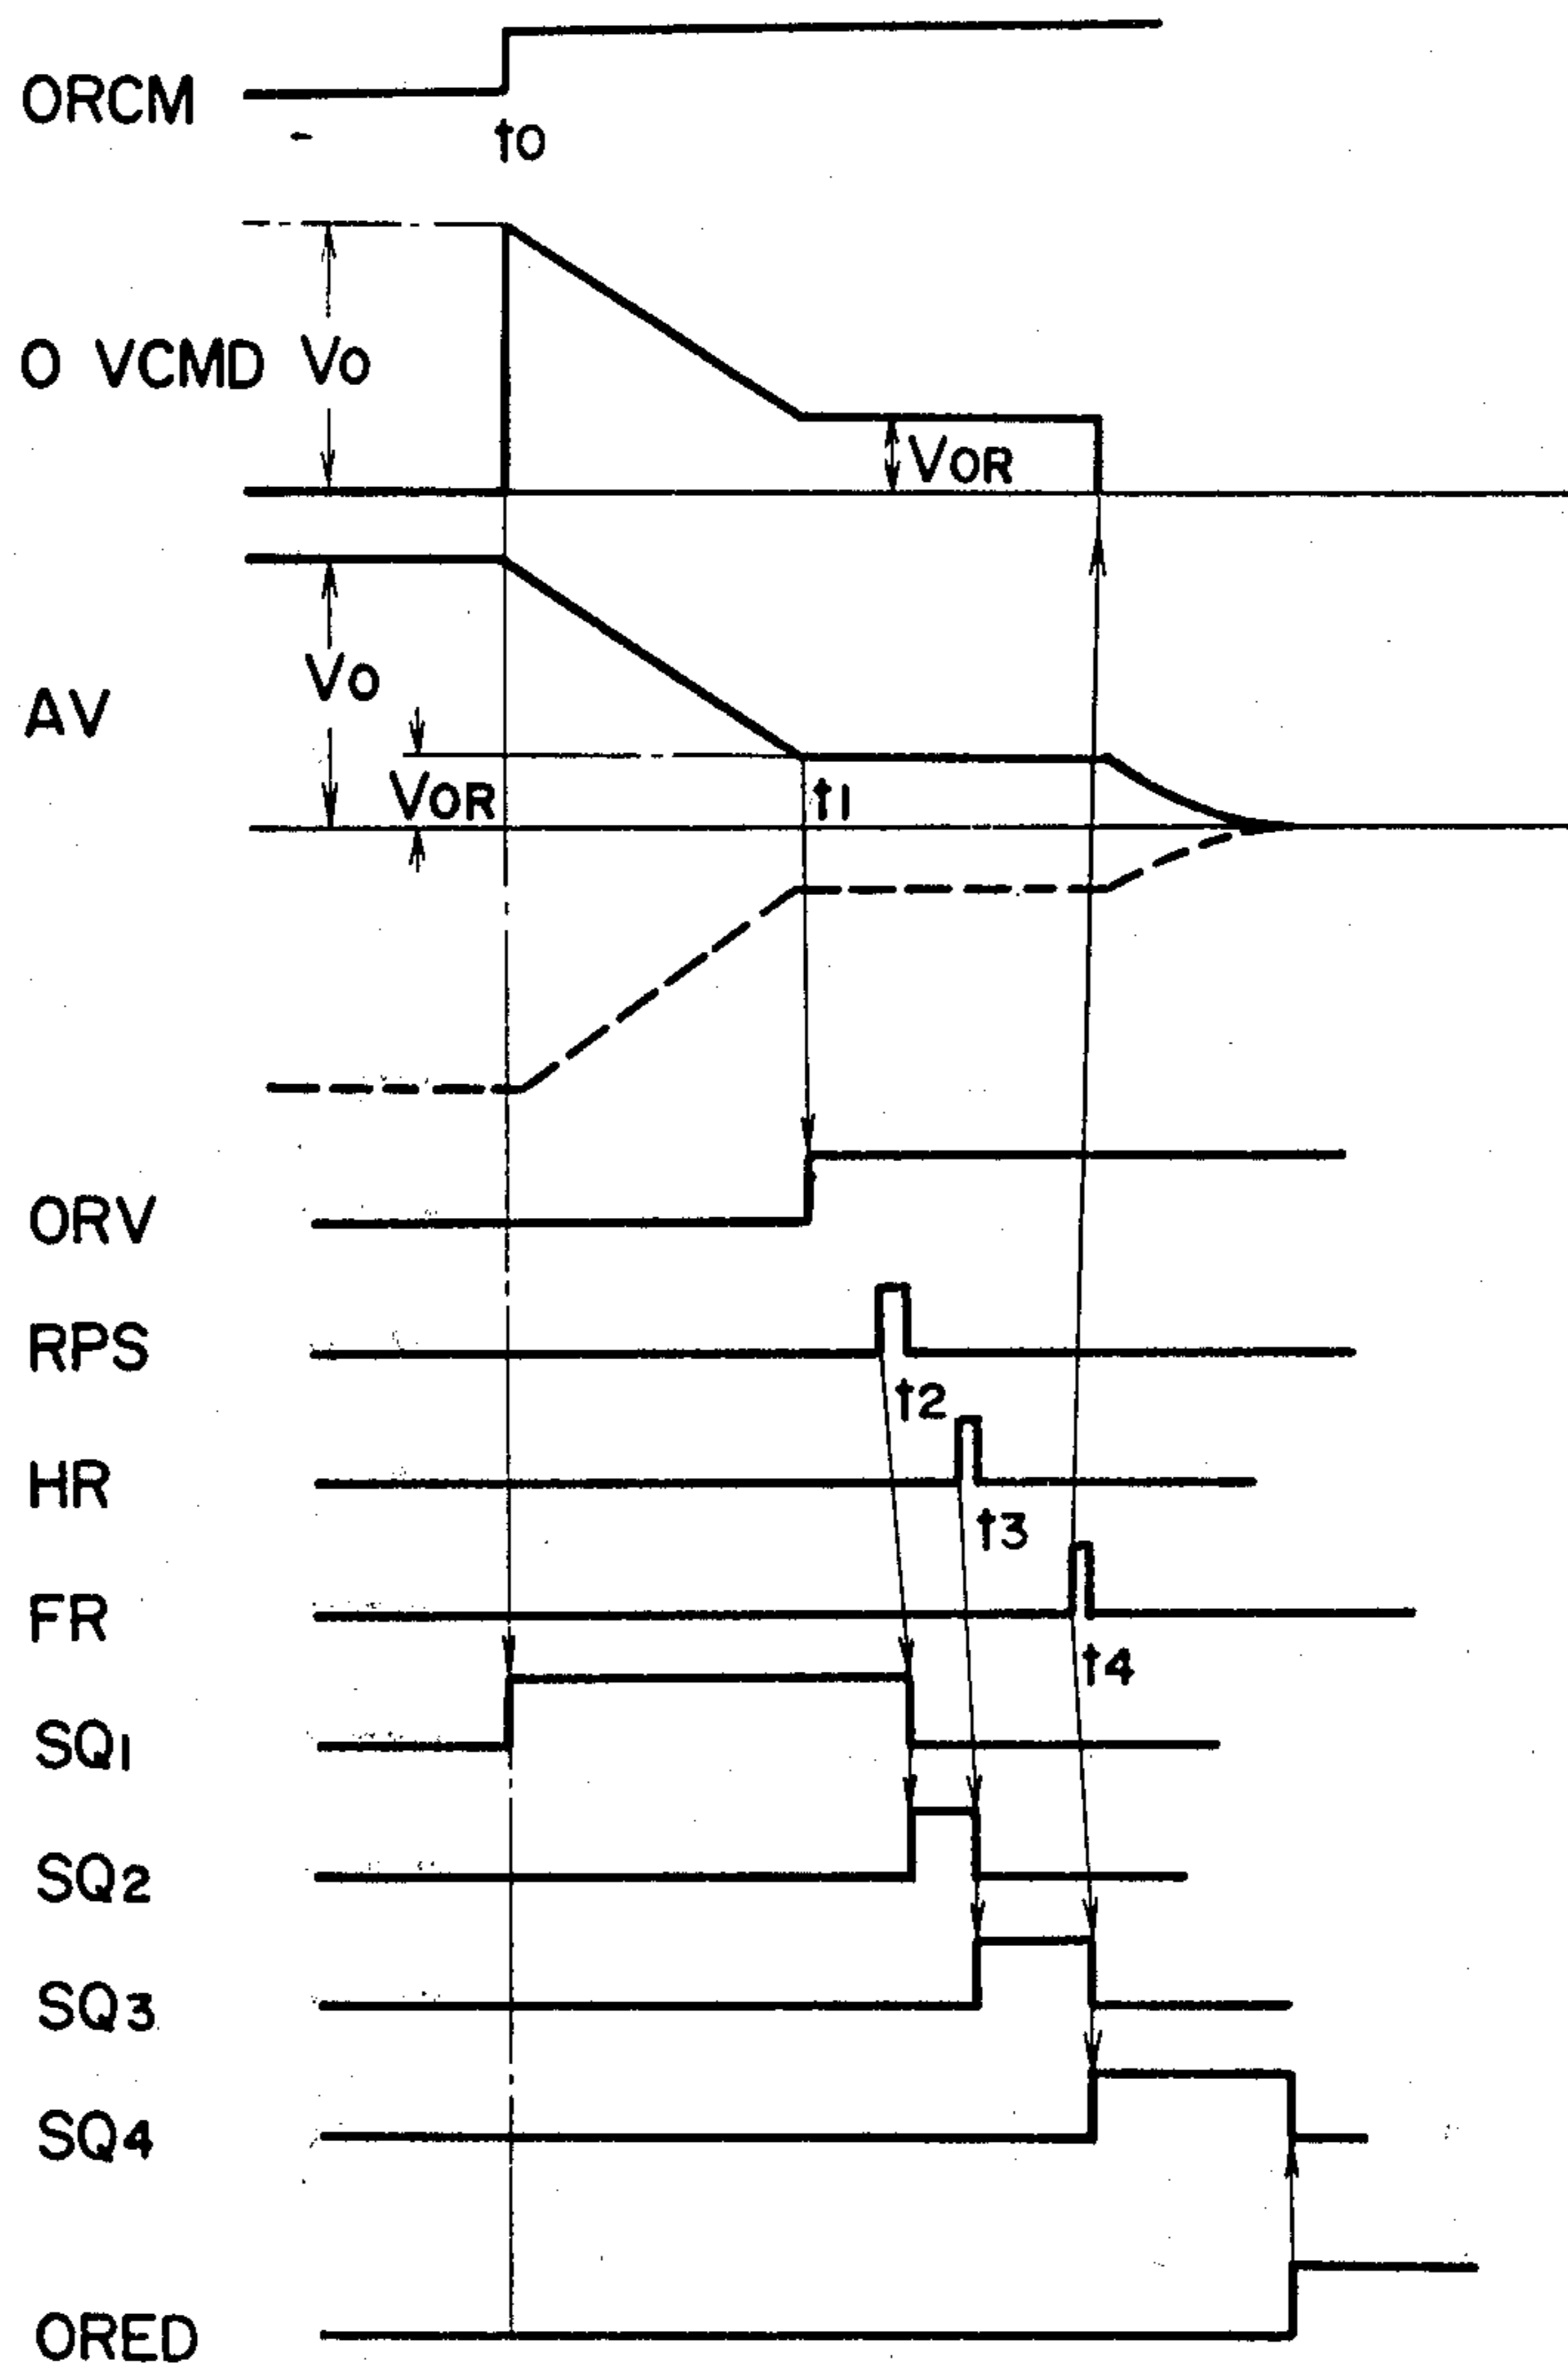 ORCM
to
O VCMD Vo
VOR
Vo
AV
VOR
t1
ORV
RPS
t2
HR
t3
FR
t4
SQ1
SQ2
SQ3
SQ4
ORED